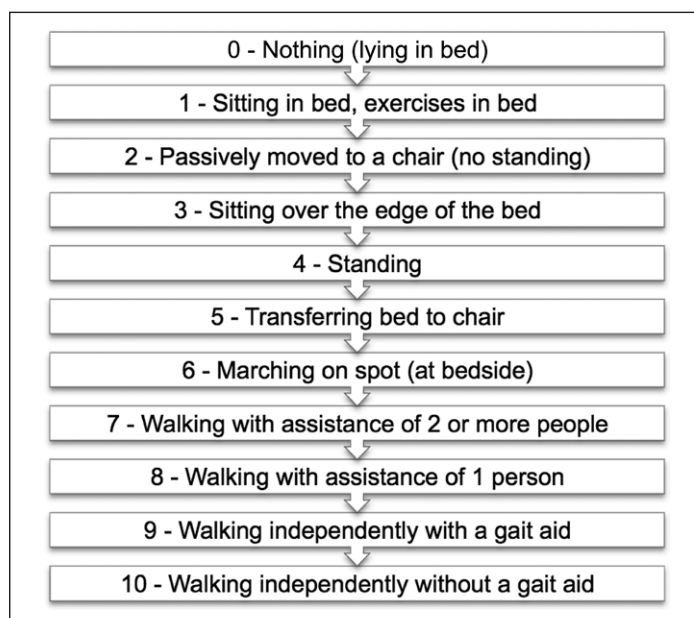 0 - Nothing (lying in bed)
1 - Sitting in bed, exercises in bed
2 - Passively moved to a chair (no standing)
3 - Sitting over the edge of the bed
4 - Standing
5 - Transferring bed to chair
6 - Marching on spot (at bedside)
7 - Walking with assistance of 2 or more people
8 - Walking with assistance of 1 person
9 - Walking independently with a gait aid
10 - Walking independently without a gait aid